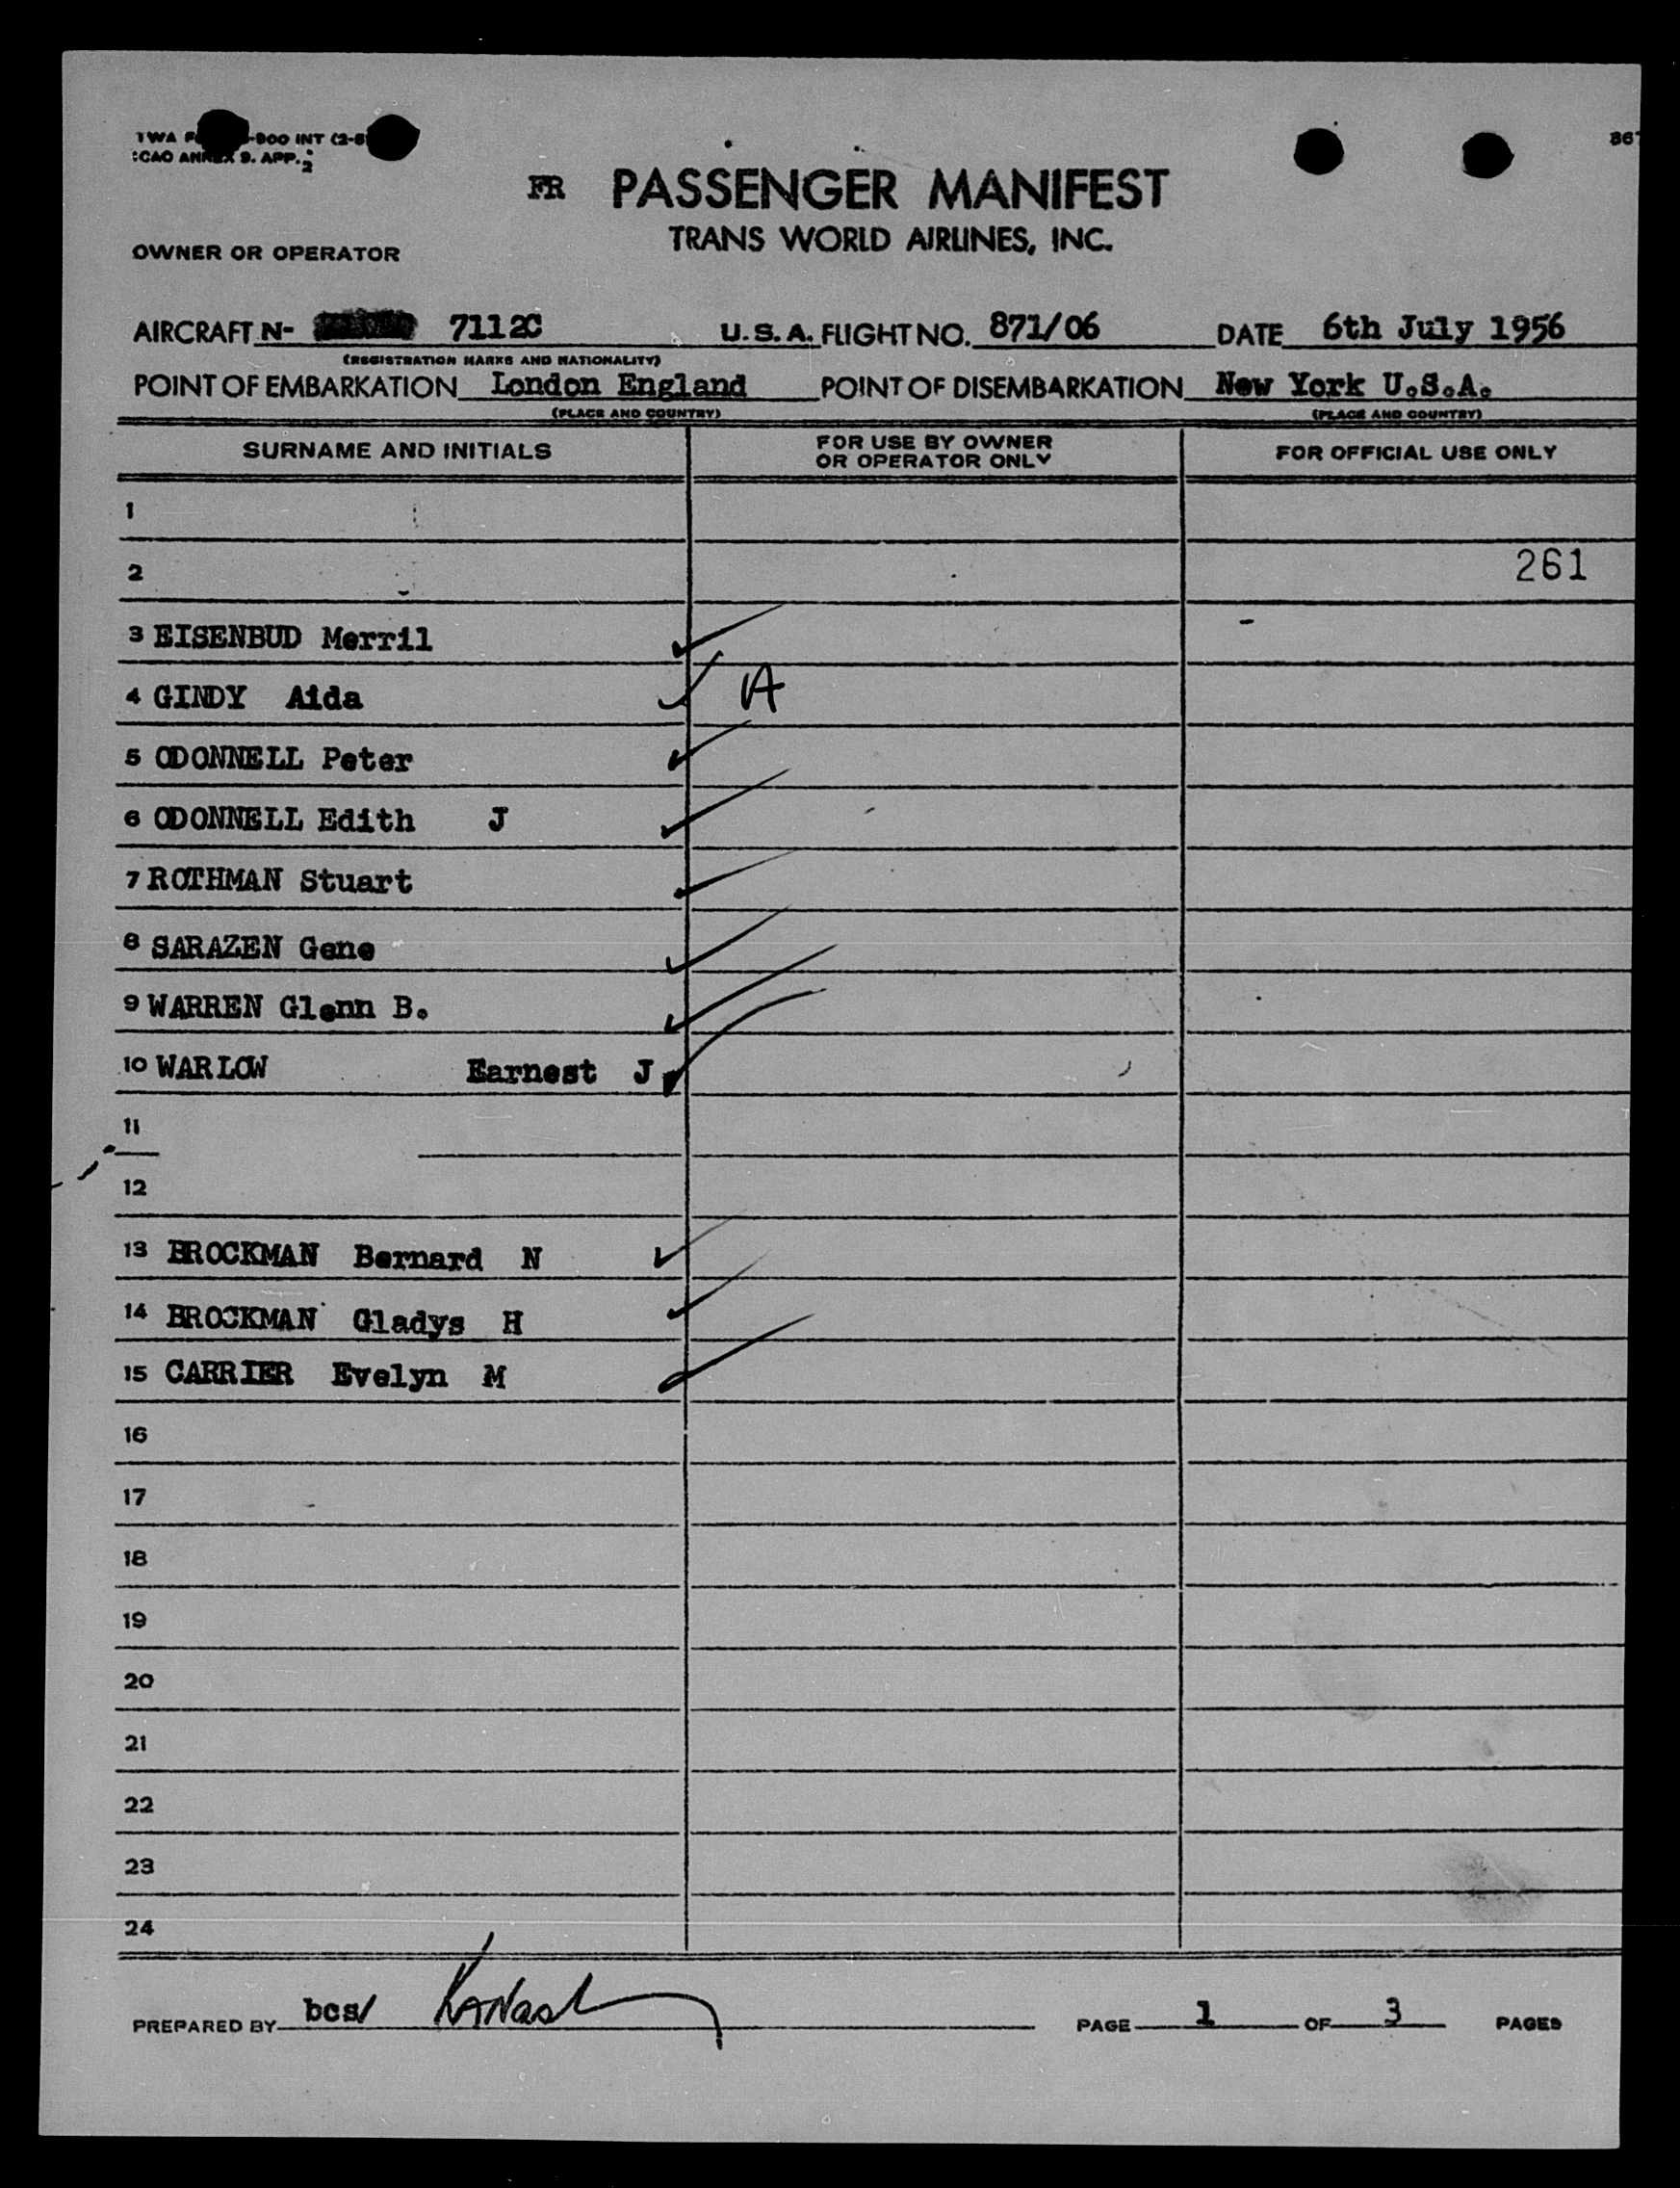 TWA -900 INT (2-5
ICAO ANNEX 9. APP. 2
867
FR PASSENGER MANIFEST
TRANS WORLD AIRLINES, INC.
OWNER OR OPERATOR
AIRCRAFT N- 7112C U.S.A. FLIGHT NO. 871/06 DATE 6th July 1956
(REGISTRATION MARKS AND NATIONALITY)
POINT OF EMBARKATION London England POINT OF DISEMBARKATION New York U.S.A.
(PLACE AND COUNTRY) (PLACE AND COUNTRY)
SURNAME AND INITIALS FOR USE BY OWNER OR OPERATOR ONLY FOR OFFICIAL USE ONLY
1
2 261
3 EISENBUD Merril
4 GINDY Aida A
5 ODONNELL Peter
6 ODONNELL Edith J
7 ROTHMAN Stuart
8 SARAZEN Gene
9 WARREN Glenn B.
10 WARLOW Earnest J
11
12
13 BROCKMAN Bernard N
14 BROCKMAN Gladys H
15 CARRIER Evelyn M
16
17
18
19
20
21
22
23
24
PREPARED BY bcs/ PAGE 1 OF 3 PAGES